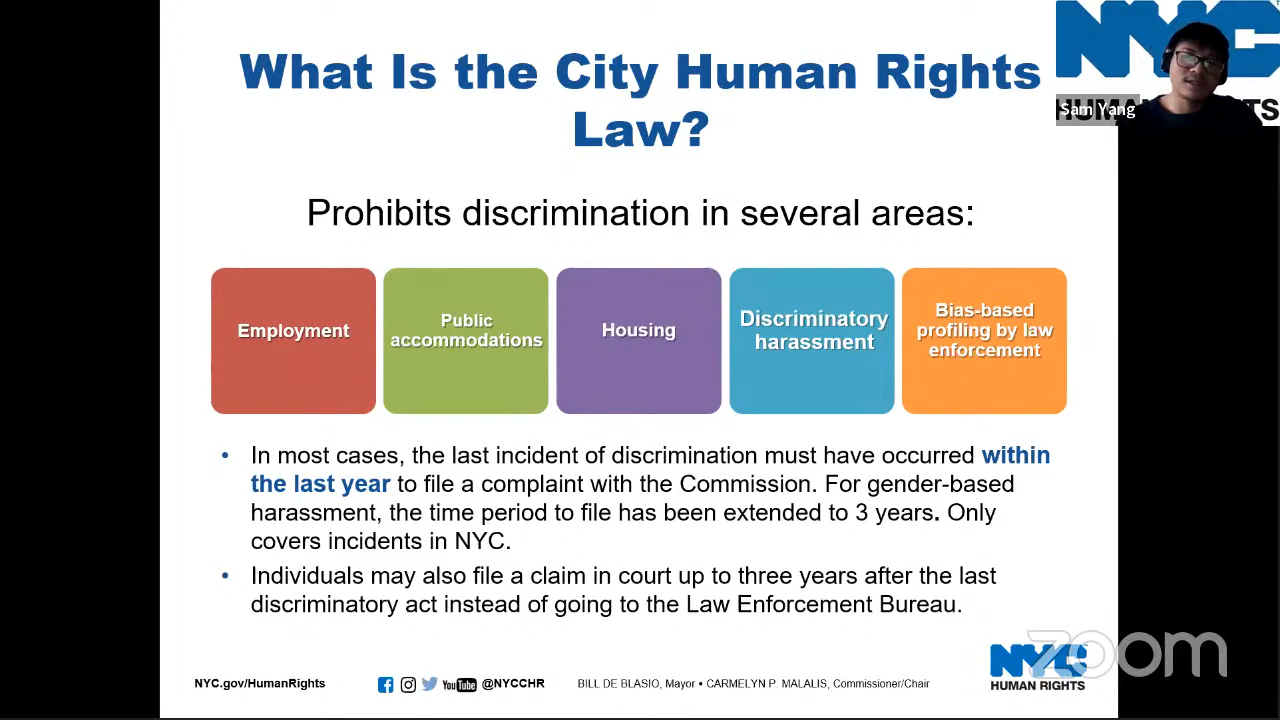 What Is the City Human Rights
Law?
Prohibits discrimination in several areas:
Employment
Public
accommodations
Housing
Discriminatory
harassment
Bias-based
profiling by law
enforcement
• In most cases, the last incident of discrimination must have occurred within
the last year to file a complaint with the Commission. For gender-based
harassment, the time period to file has been extended to 3 years. Only
covers incidents in NYC.
• Individuals may also file a claim in court up to three years after the last
discriminatory act instead of going to the Law Enforcement Bureau.
NYC.gov/HumanRights
YouTube
@NYCCHR
BILL DE BLASIO, Mayor • CARMELYN P. MALALIS, Commissioner/Chair
NYC
HUMAN RIGHTS
zoom
NYC
Sam Yang